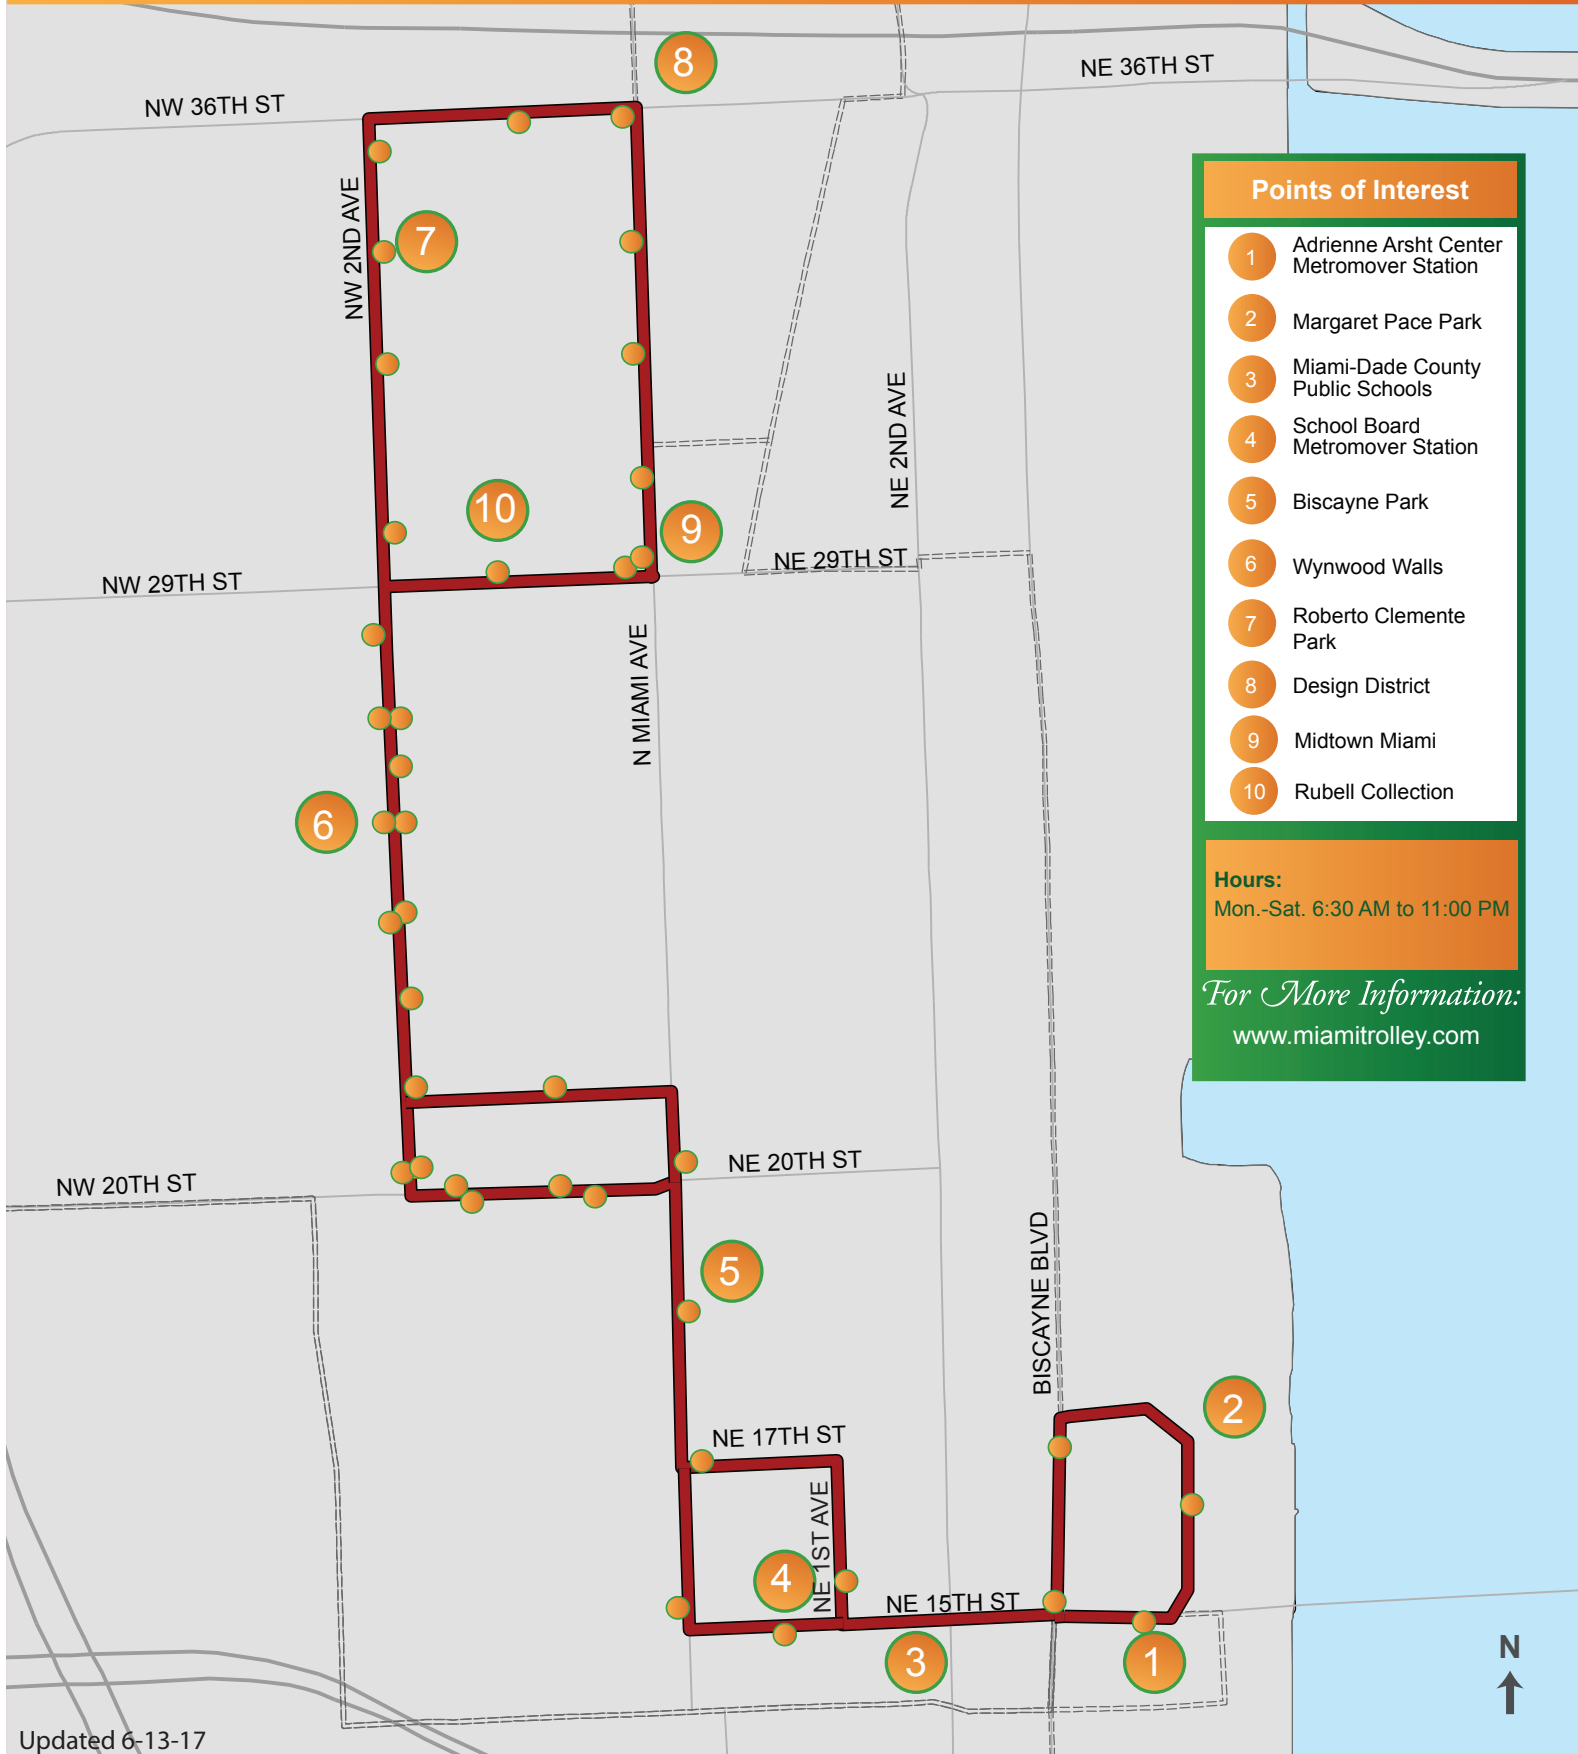 8
NE 36TH ST
NW 36TH ST
NW 2ND AVE
7
NE 2ND AVE
10
9
NE 29TH ST
NW 29TH ST
N MIAMI AVE
6
NE 20TH ST
NW 20TH ST
5
BISCAYNE BLVD
2
NE 17TH ST
NE 1ST AVE
4
NE 15TH ST
3
1
Points of Interest
1 Adrienne Arsht Center
Metromover Station
2 Margaret Pace Park
3 Miami-Dade County
Public Schools
4 School Board
Metromover Station
5 Biscayne Park
6 Wynwood Walls
7 Roberto Clemente
Park
8 Design District
9 Midtown Miami
10 Rubell Collection
Hours:
Mon.-Sat. 6:30 AM to 11:00 PM
For More Information:
www.miamitrolley.com
N
Updated 6-13-17